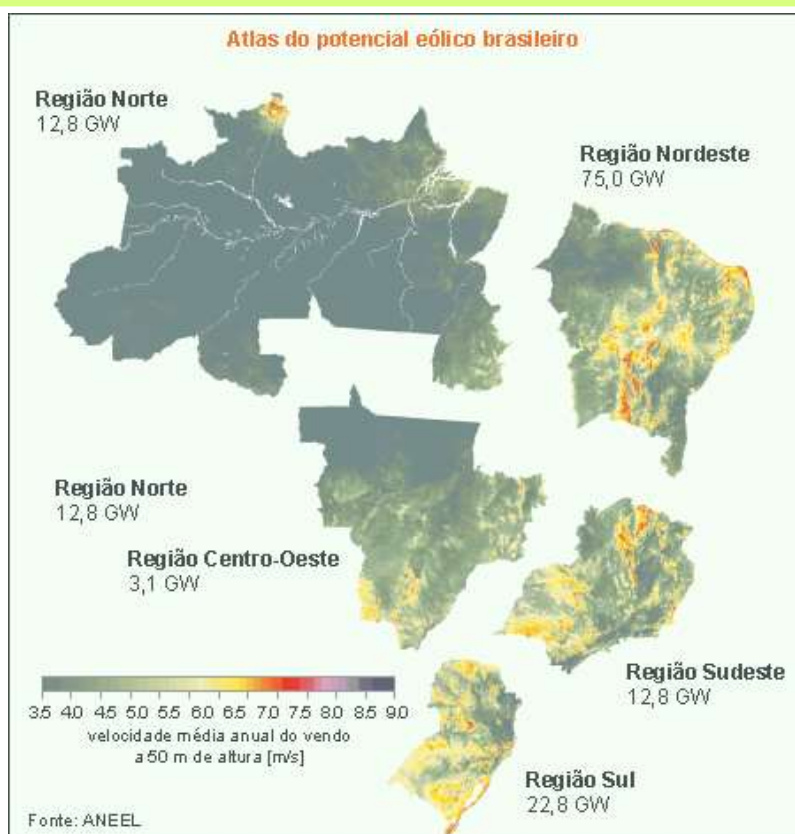 Atlas do potencial eólico brasileiro
Região Norte
12,8 GW
Região Nordeste
75,0 GW
Região Norte
12,8 GW
Região Centro-Oeste
3,1 GW
3.5 4.0 4.5 5.0 5.5 6.0 6.5 7.0 7.5 8.0 8.5 9.0
velocidade média anual do vendo
a 50 m de altura [m/s]
Região Sudeste
12,8 GW
Região Sul
22,8 GW
Fonte: ANEEL